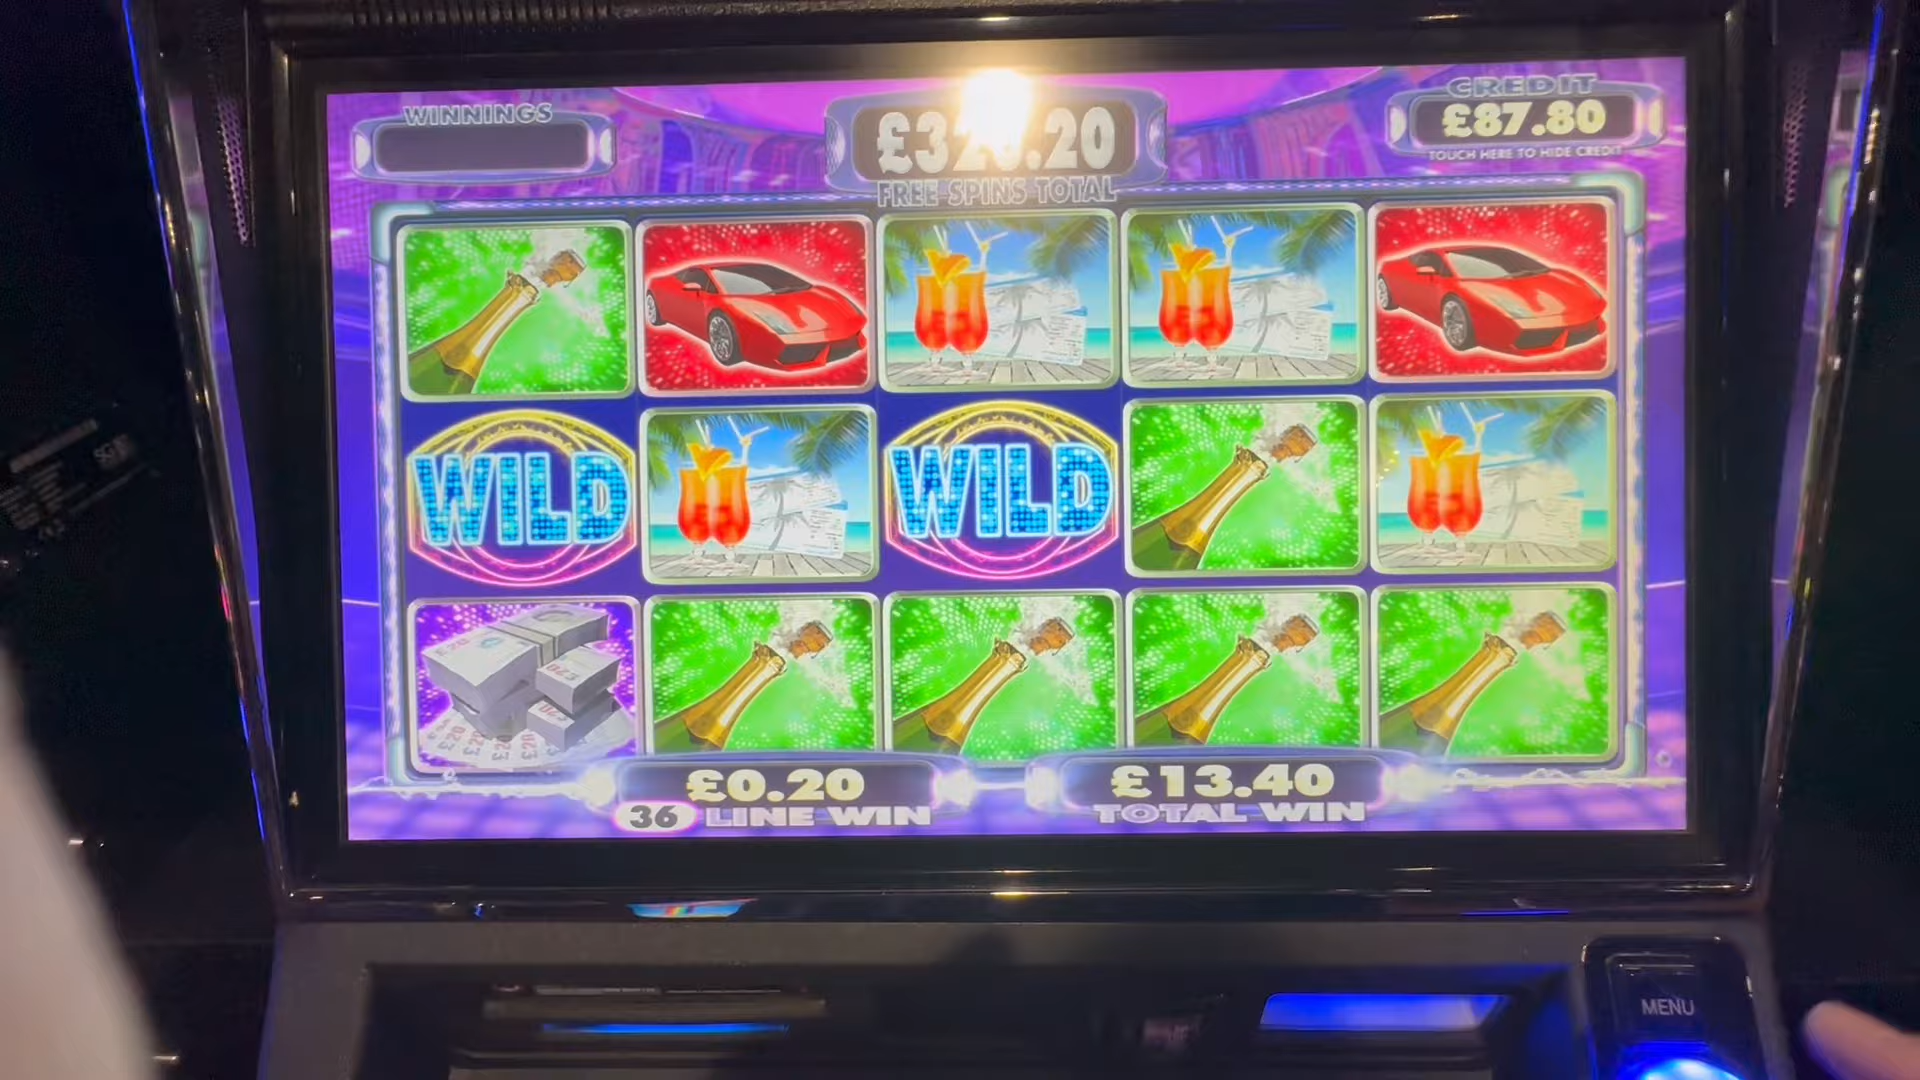 WINNINGS
CREDIT
£87.80
TOUCH HERE TO HIDE CREDIT
FREE SPINS TOTAL
WILD
WILD
£0.20
£13.40
36 LINE WIN
TOTAL WIN
MENU